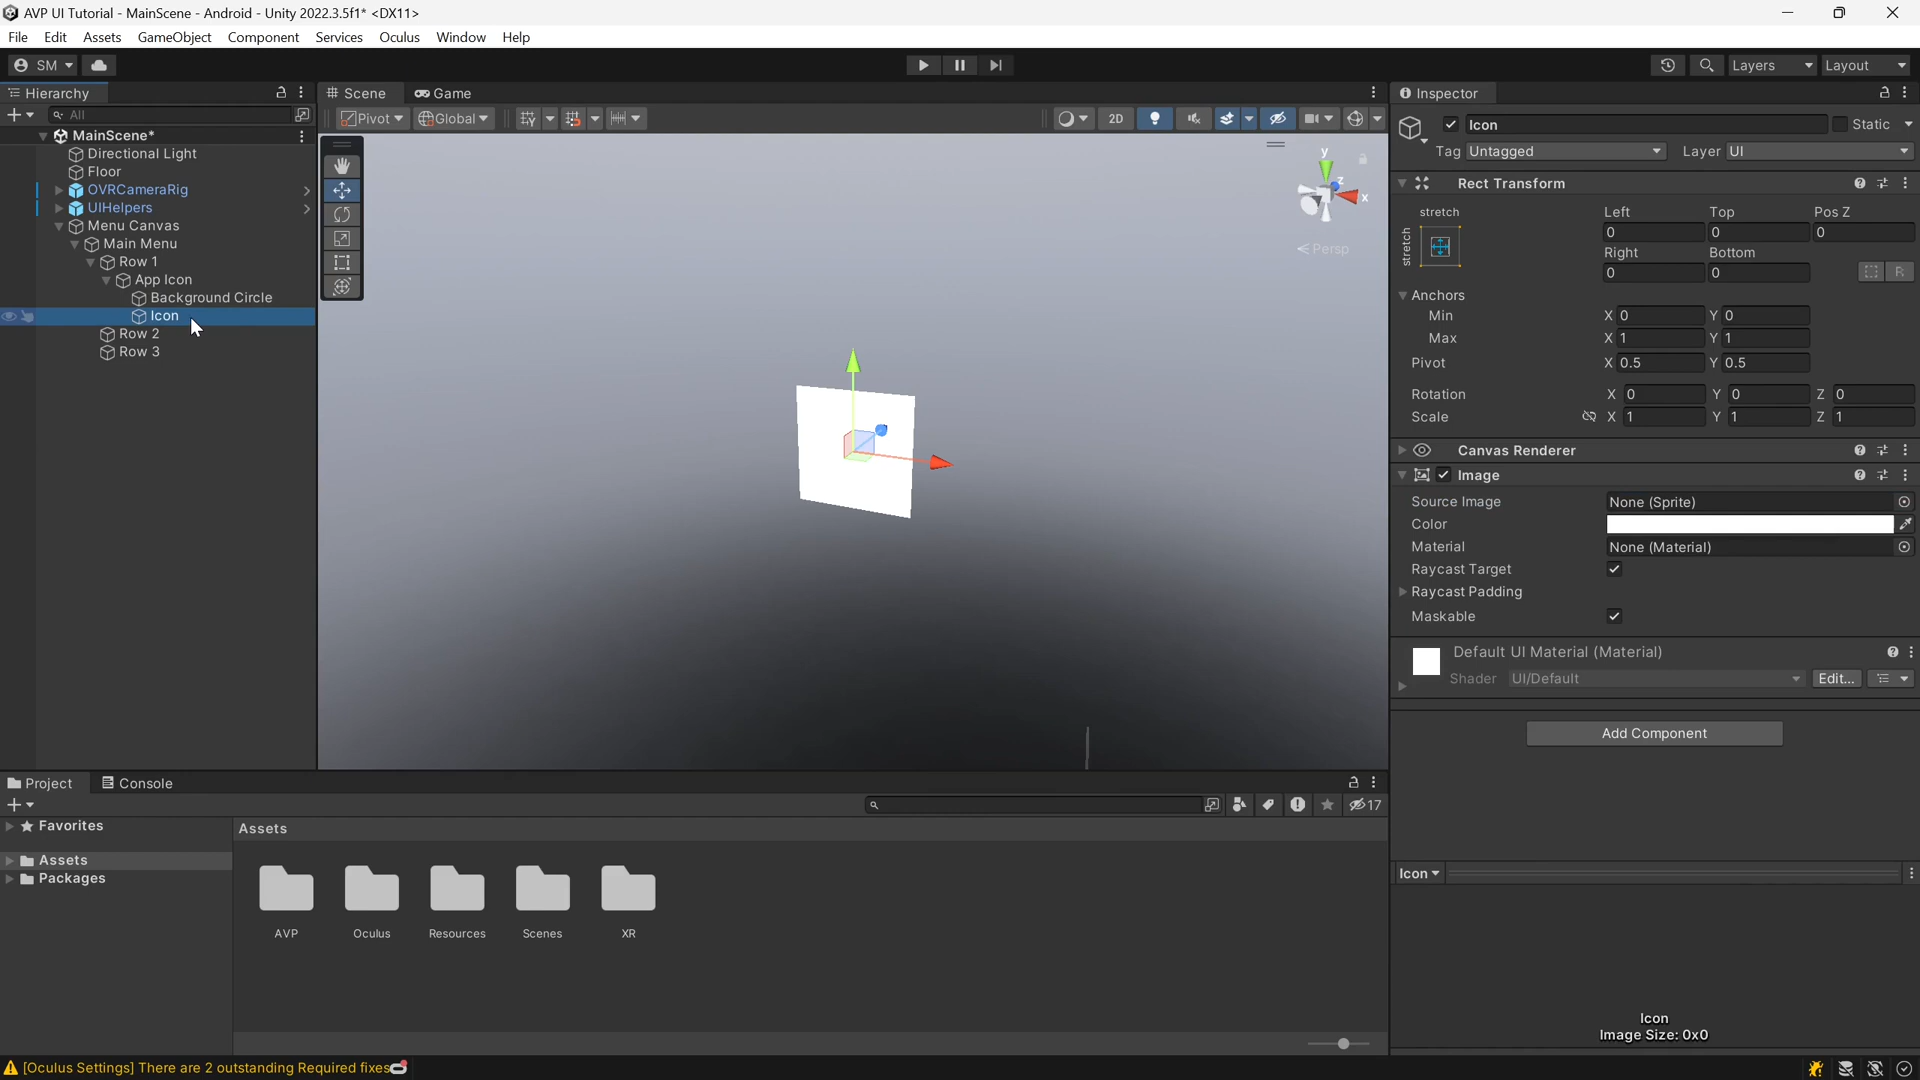 AVP UI Tutorial - MainScene - Android - Unity 2022.3.5f1* <DX11>
File Edit Assets GameObject Component Services Oculus Window Help
SM Layers Layout
Hierarchy Scene Game Inspector
All Pivot Global 2D
Icon Static
Tag Untagged Layer UI
MainScene*
Directional Light
Floor
OVRCameraRig
UIHelpers
Menu Canvas
Main Menu
Row 1
App Icon
Background Circle
Icon
Row 2
Row 3
y
z
x
Persp
Rect Transform
stretch Left Top Pos Z
stretch 0 0 0
Right Bottom
0 0 R
Anchors
Min X 0 Y 0
Max X 1 Y 1
Pivot X 0.5 Y 0.5
Rotation X 0 Y 0 Z 0
Scale X 1 Y 1 Z 1
Canvas Renderer
Image
Source Image None (Sprite)
Color
Material None (Material)
Raycast Target
Raycast Padding
Maskable
Default UI Material (Material)
Shader UI/Default Edit...
Add Component
Project Console
17
Favorites
Assets
Packages
Assets
AVP Oculus Resources Scenes XR
Icon
Icon
Image Size: 0x0
[Oculus Settings] There are 2 outstanding Required fixes